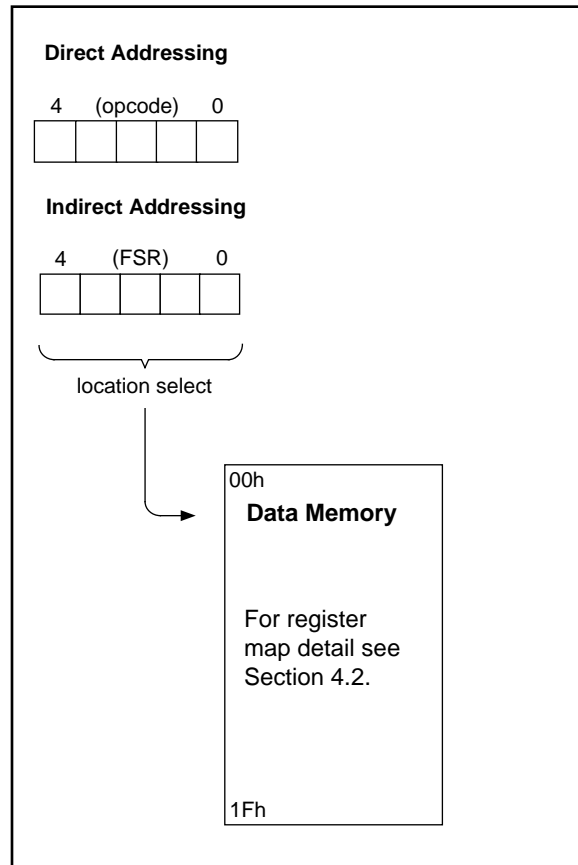 Direct Addressing
4 (opcode) 0
Indirect Addressing
4 (FSR) 0
location select
00h
Data Memory
For register
map detail see
Section 4.2.
1Fh